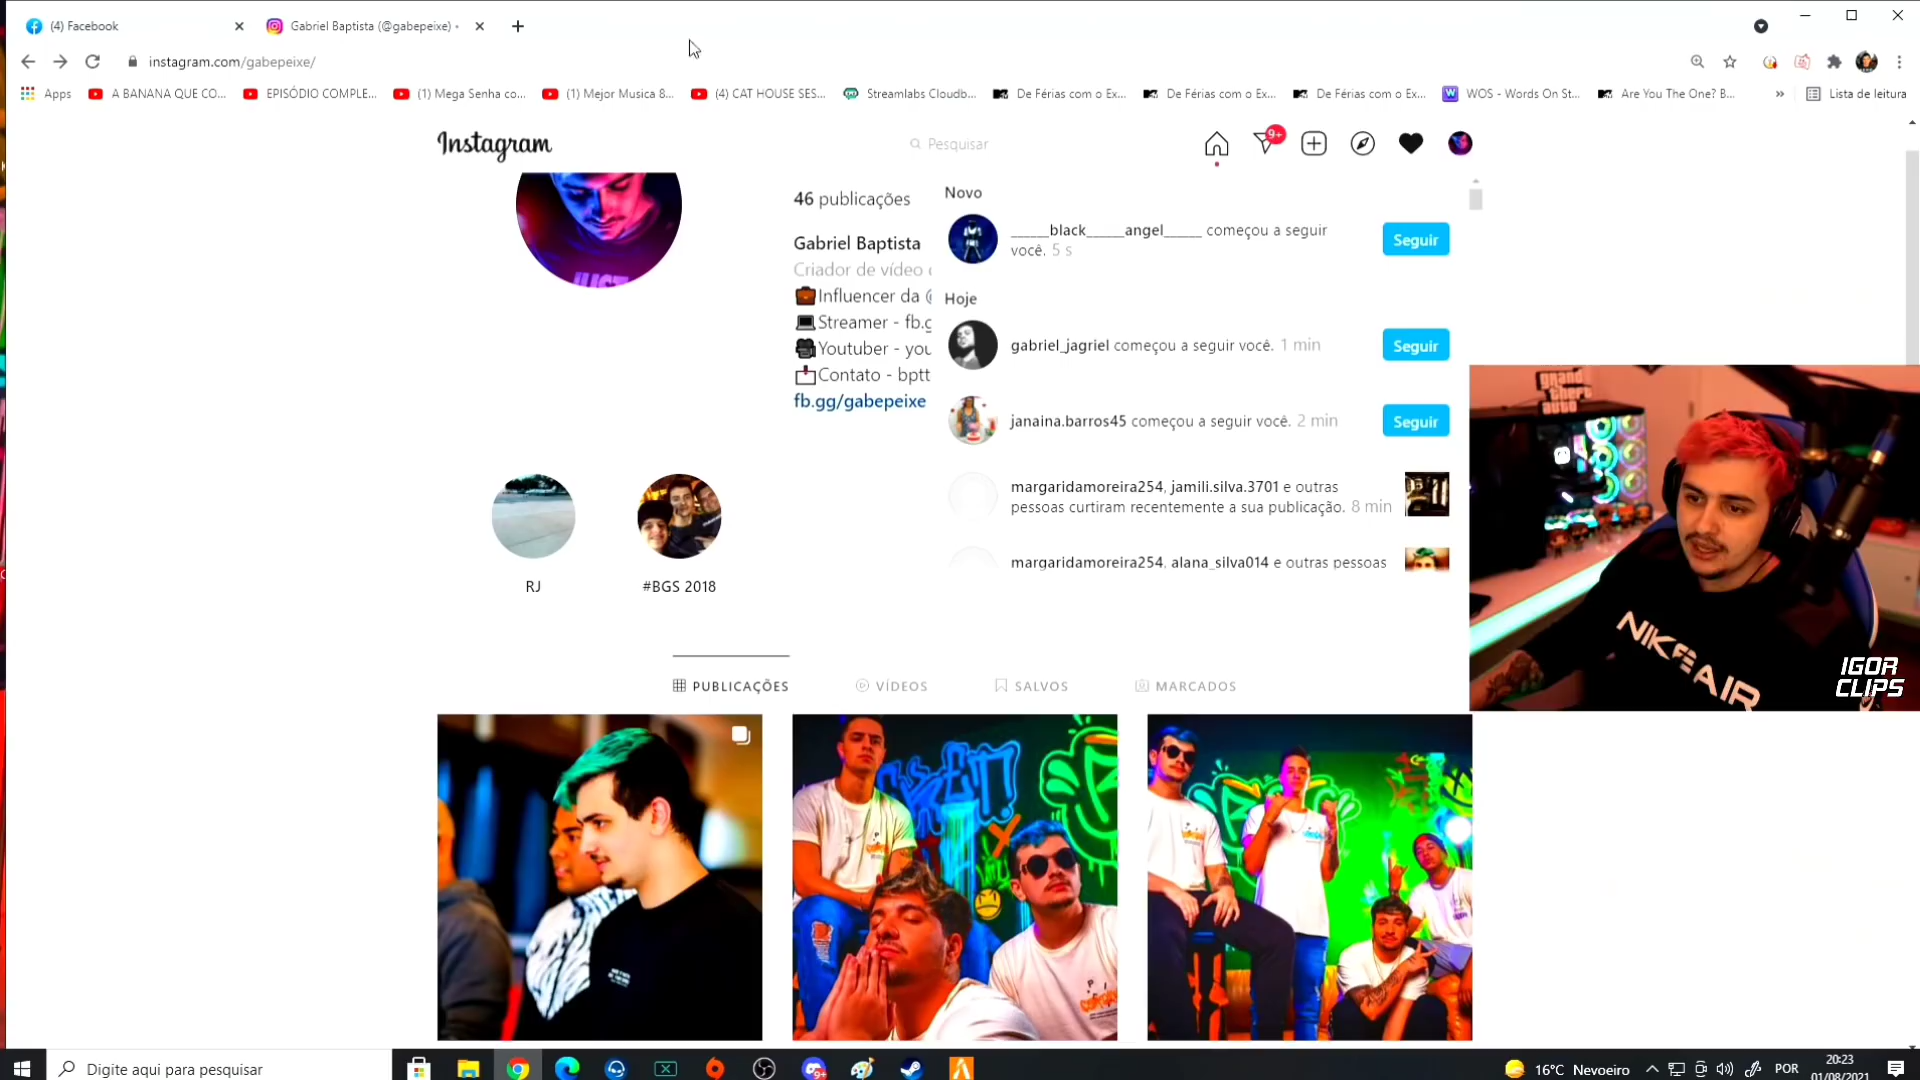 (4) Facebook
Gabriel Baptista (@gabepeixe) •
instagram.com/gabepeixe/
Apps
A BANANA QUE CO...
EPISÓDIO COMPLE...
(1) Mega Senha co...
(1) Mejor Musica 8...
(4) CAT HOUSE SES...
Streamlabs Cloudb...
De Férias com o Ex...
De Férias com o Ex...
De Férias com o Ex...
WOS - Words On St...
Are You The One? B...
»
Lista de leitura
Instagram
Pesquisar
9+
46 publicações
Gabriel Baptista
Criador de vídeo
Influencer da
Streamer - fb.g
Youtuber - you
Contato - bptt
fb.gg/gabepeixe
Novo
______black______angel______ começou a seguir
você. 5 s
Seguir
Hoje
gabriel_jagriel começou a seguir você. 1 min
Seguir
janaina.barros45 começou a seguir você. 2 min
Seguir
margaridamoreira254, jamili.silva.3701 e outras
pessoas curtiram recentemente a sua publicação. 8 min
margaridamoreira254, alana_silva014 e outras pessoas
RJ
#BGS 2018
PUBLICAÇÕES
VÍDEOS
SALVOS
MARCADOS
grand
theft
auto
NIKE AIR
IGOR
CLIPS
Digite aqui para pesquisar
9+
16°C Nevoeiro
POR
20:23
01/08/2021